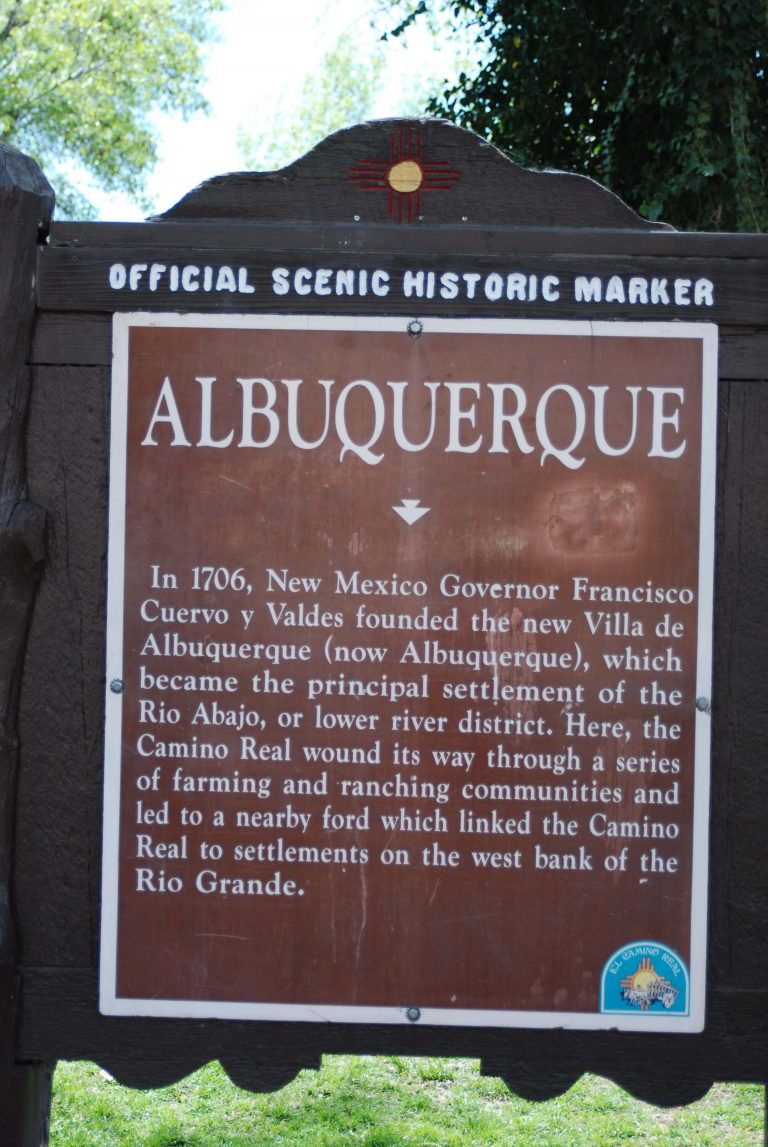 OFFICIAL SCENIC HISTORIC MARKER
ALBUQUERQUE
In 1706, New Mexico Governor Francisco
Cuervo y Valdes founded the new Villa de
Albuquerque (now Albuquerque), which
became the principal settlement of the
Rio Abajo, or lower river district. Here, the
Camino Real wound its way through a series
of farming and ranching communities and
led to a nearby ford which linked the Camino
Real to settlements on the west bank of the
Rio Grande.
EL CAMINO REAL